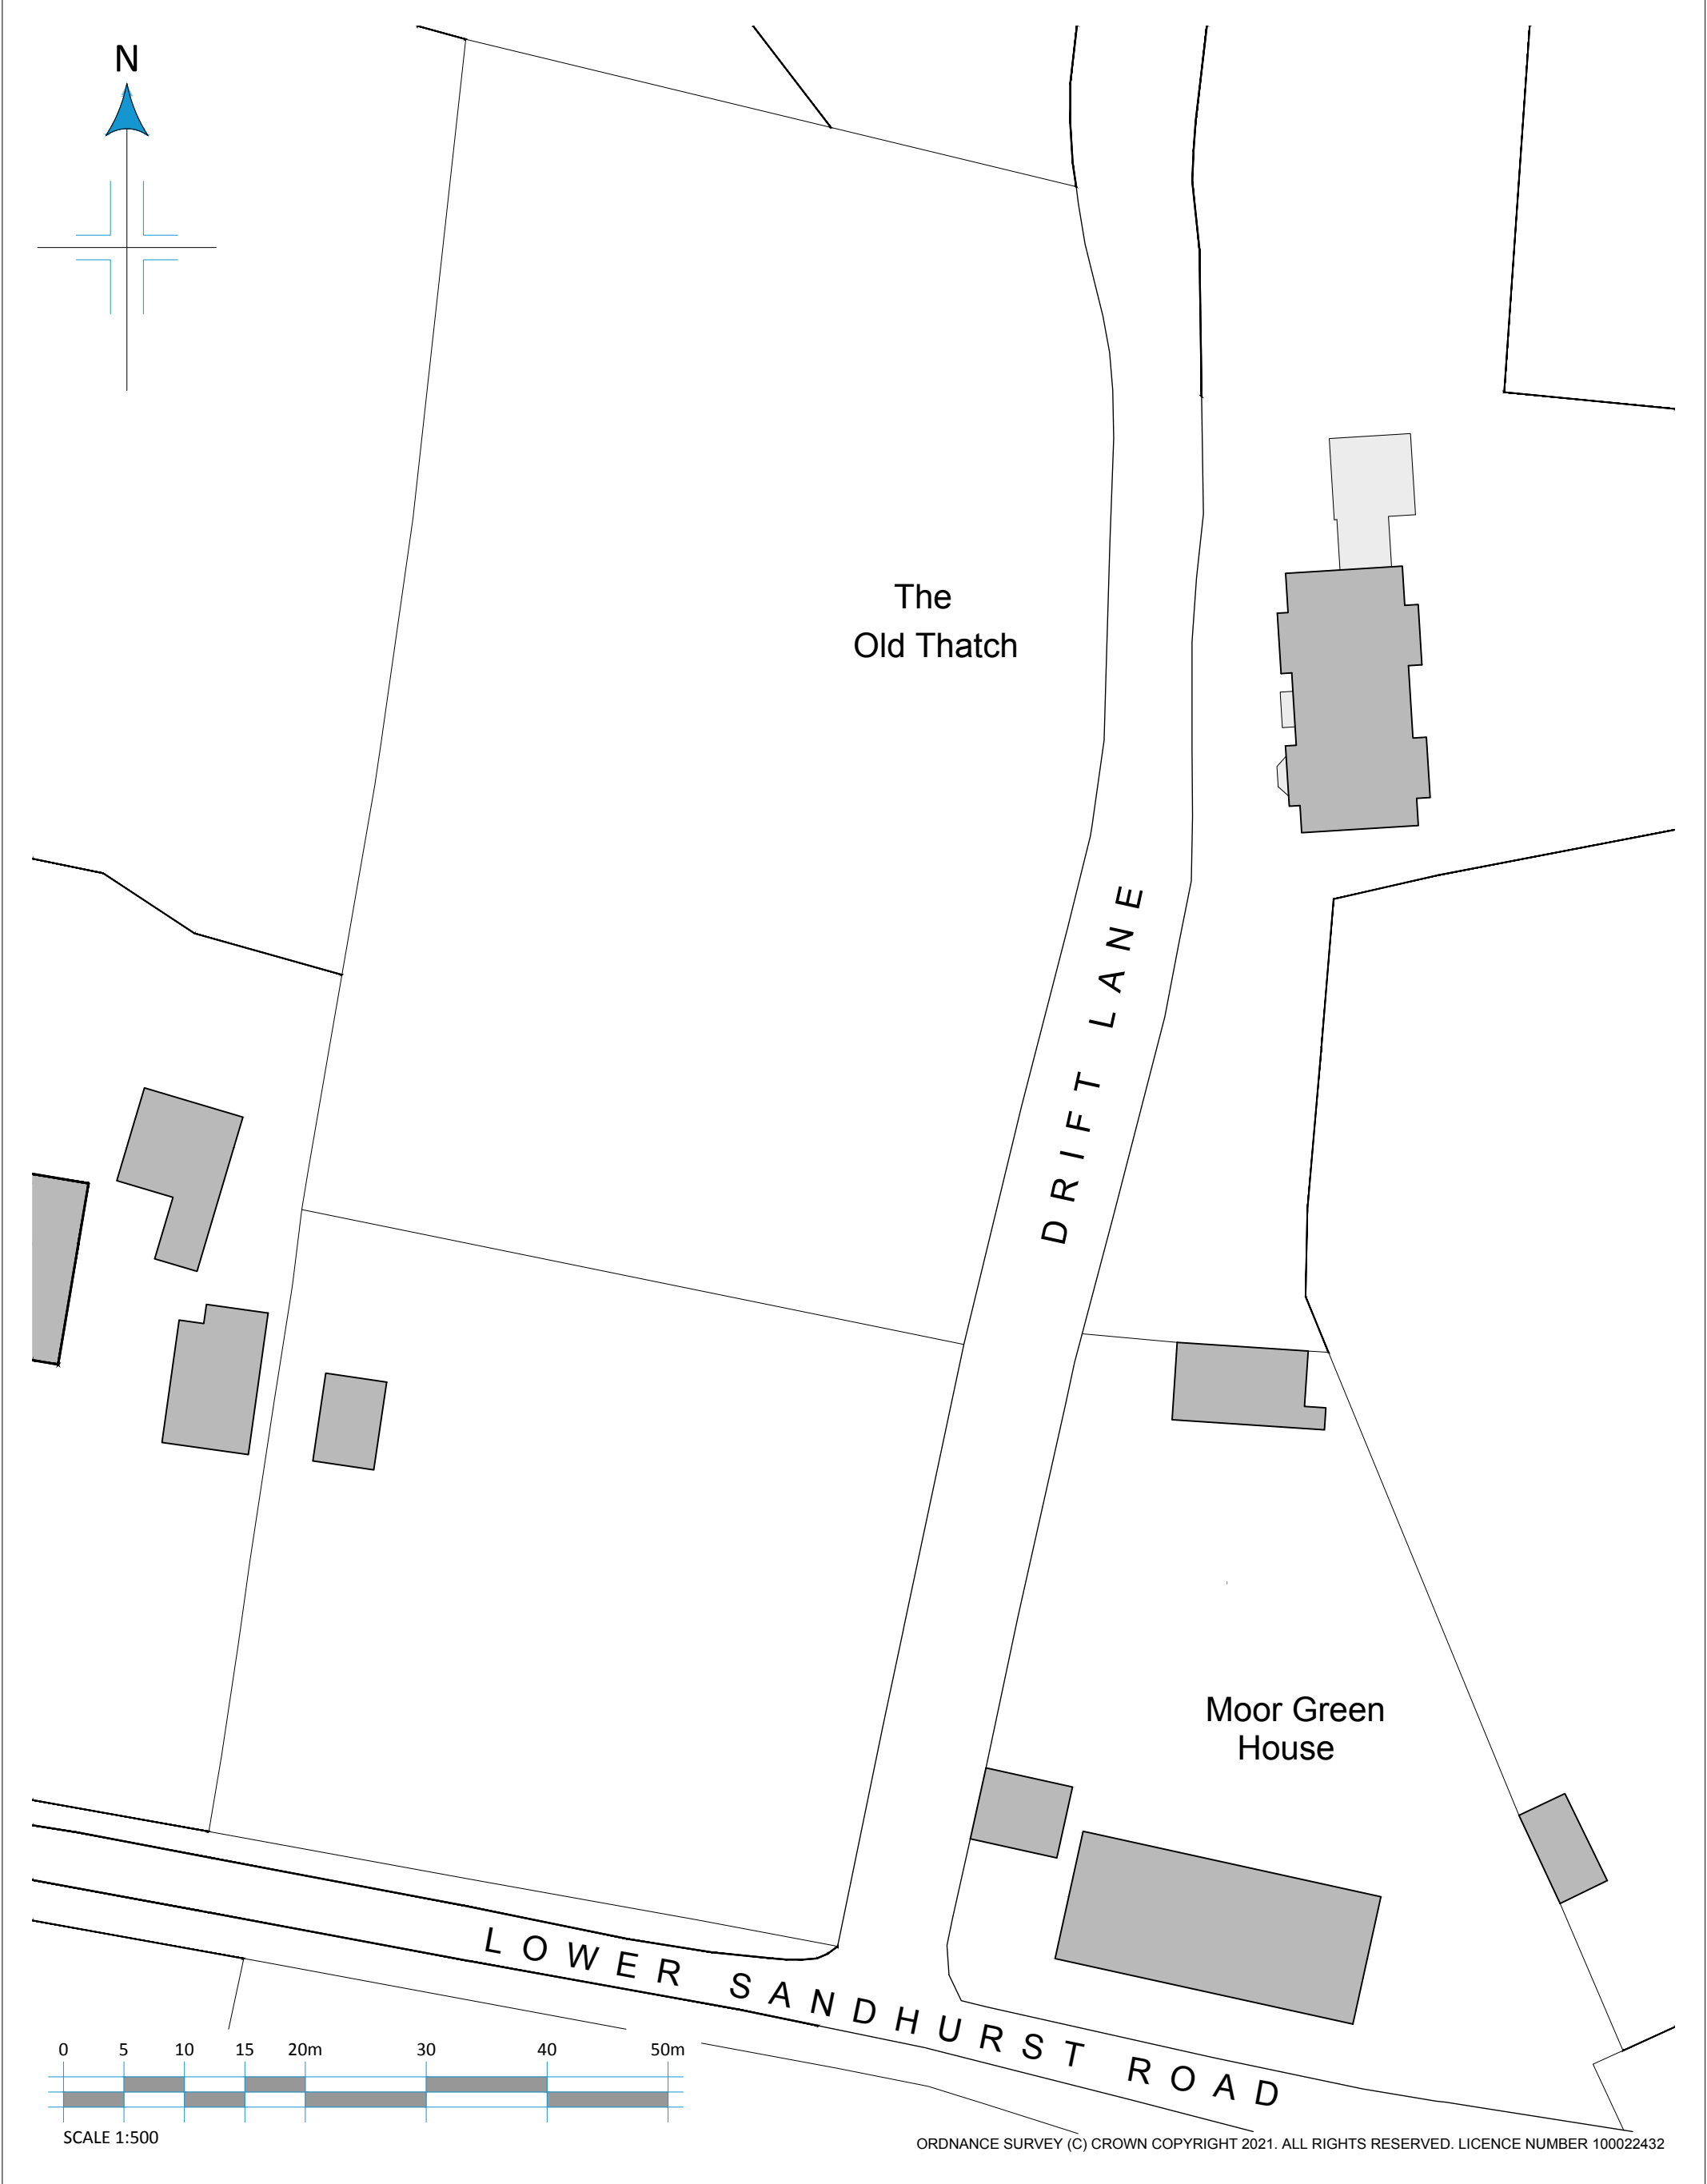 N
The
Old Thatch
DRIFT LANE
Moor Green
House
LOWER SANDHURST ROAD
0 5 10 15 20m 30 40 50m
SCALE 1:500
ORDNANCE SURVEY (C) CROWN COPYRIGHT 2021. ALL RIGHTS RESERVED. LICENCE NUMBER 100022432